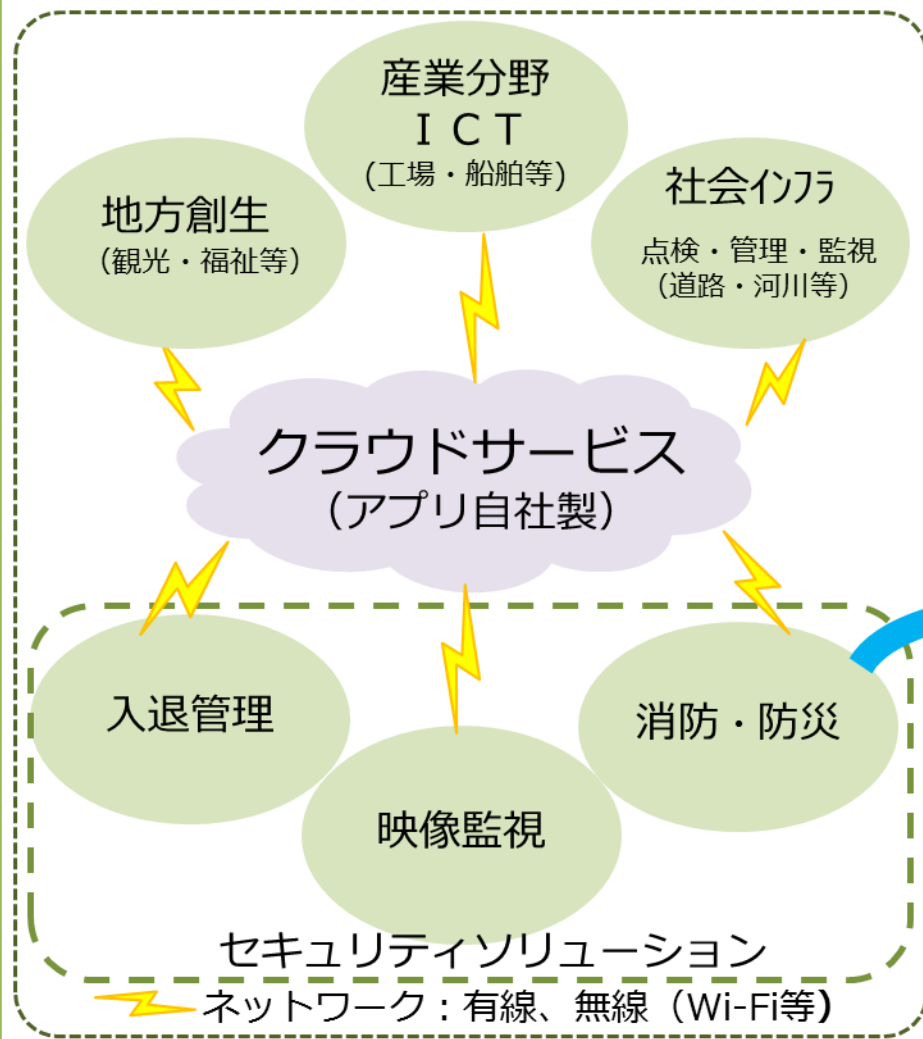 産業分野
ＩＣＴ
(工場・船舶等)
地方創生
（観光・福祉等）
社会ｲﾝﾌﾗ
点検・管理・監視
（道路・河川等）
クラウドサービス
（アプリ自社製）
入退管理
映像監視
消防・防災
セキュリティソリューション
ネットワーク：有線、無線（Wi-Fi等)